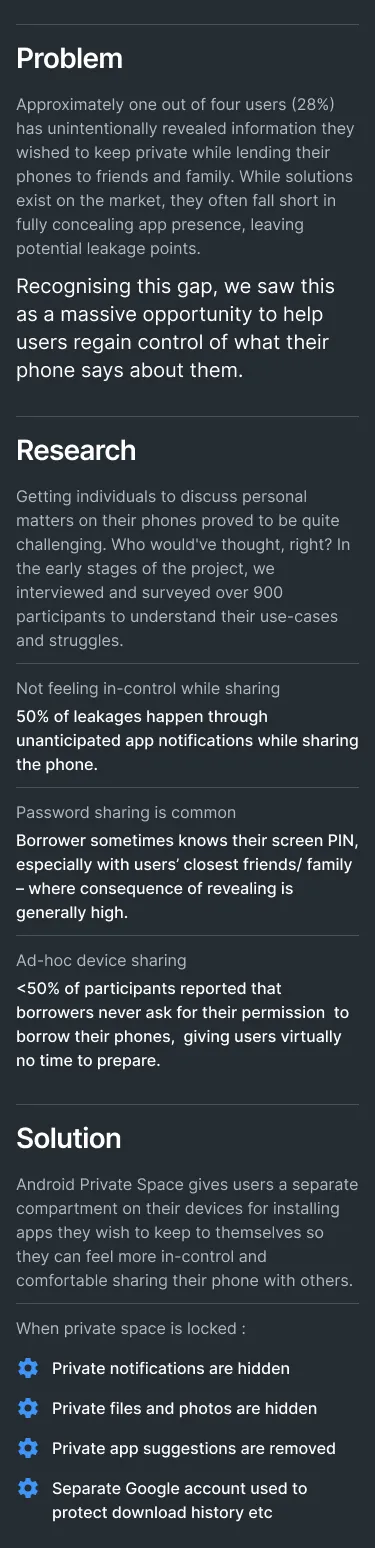 Problem
Approximately one out of four users (28%)
has unintentionally revealed information they
wished to keep private while lending their
phones to friends and family. While solutions
exist on the market, they often fall short in
fully concealing app presence, leaving
potential leakage points.
Recognising this gap, we saw this
as a massive opportunity to help
users regain control of what their
phone says about them.
Research
Getting individuals to discuss personal
matters on their phones proved to be quite
challenging. Who would've thought, right? In
the early stages of the project, we
interviewed and surveyed over 900
participants to understand their use-cases
and struggles.
Not feeling in-control while sharing
50% of leakages happen through
unanticipated app notifications while sharing
the phone.
Password sharing is common
Borrower sometimes knows their screen PIN,
especially with users’ closest friends/ family
– where consequence of revealing is
generally high.
Ad-hoc device sharing
<50% of participants reported that
borrowers never ask for their permission  to
borrow their phones,  giving users virtually
no time to prepare.
Solution
Android Private Space gives users a separate
compartment on their devices for installing
apps they wish to keep to themselves so
they can feel more in-control and
comfortable sharing their phone with others.
When private space is locked :
Private notifications are hidden
Private files and photos are hidden
Private app suggestions are removed
Separate Google account used to
protect download history etc